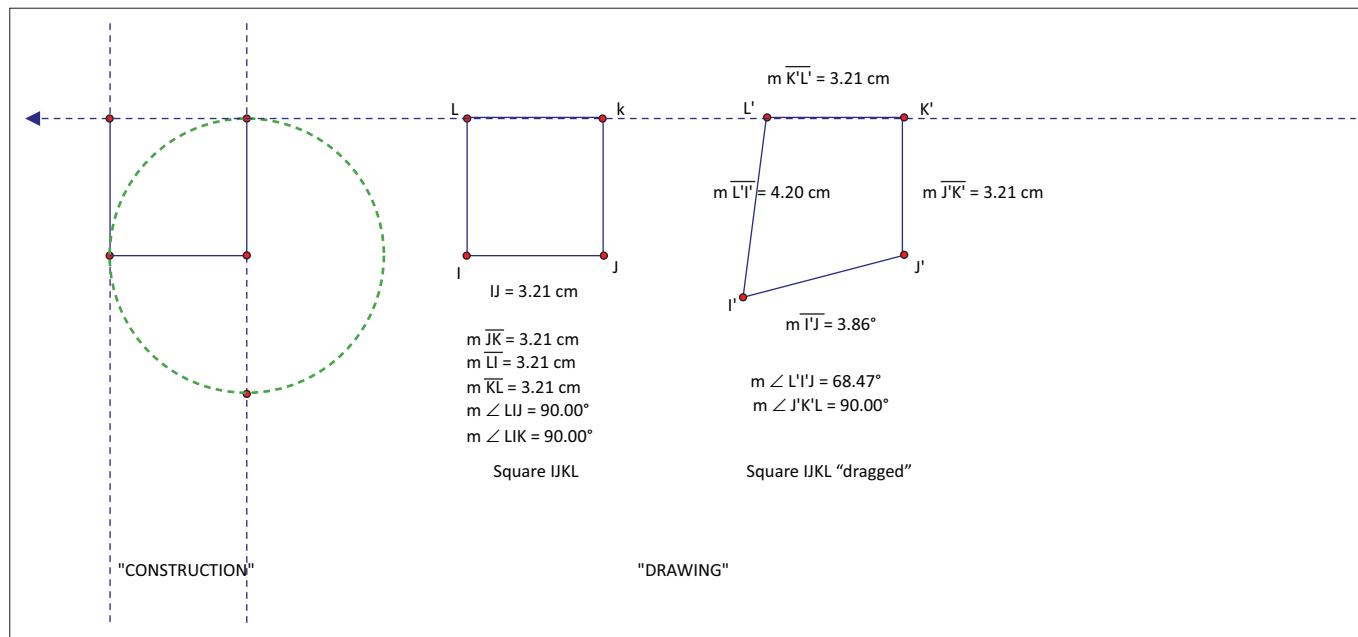 m K'L' = 3.21 cm
L k L' K'
m L'I' = 4.20 cm m J'K' = 3.21 cm
I J J'
I'
IJ = 3.21 cm
m I'J = 3.86°
m JK = 3.21 cm
m LI = 3.21 cm
m KL = 3.21 cm
m ∠ LIJ = 90.00°
m ∠ LIK = 90.00°
m ∠ L'I'J = 68.47°
m ∠ J'K'L = 90.00°
Square IJKL
Square IJKL “dragged”
"CONSTRUCTION"
"DRAWING"